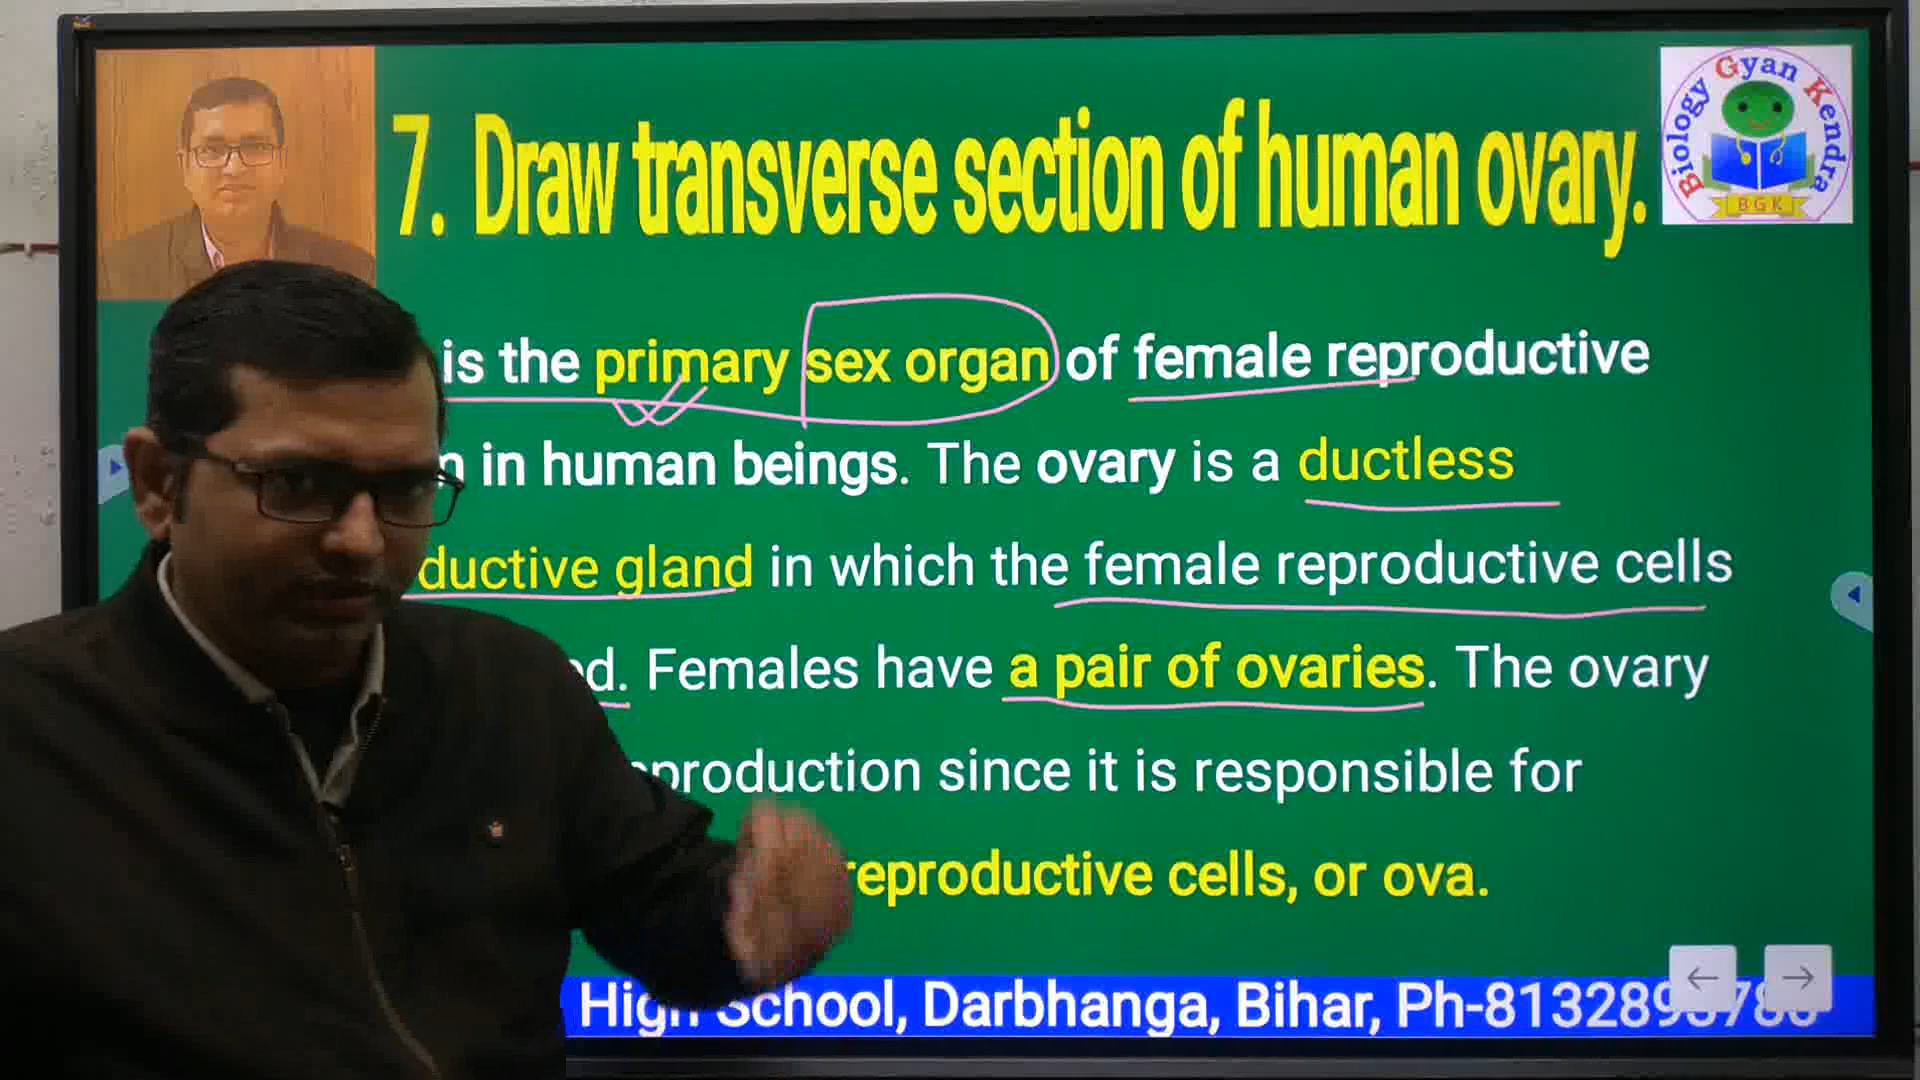 7. Draw transverse section of human ovary.
Biology Gyan Kendra
BGK
is the primary sex organ of female reproductive
in human beings. The ovary is a ductless
ductive gland in which the female reproductive cells
Females have a pair of ovaries. The ovary
production since it is responsible for
reproductive cells, or ova.
High School, Darbhanga, Bihar, Ph-8132893786